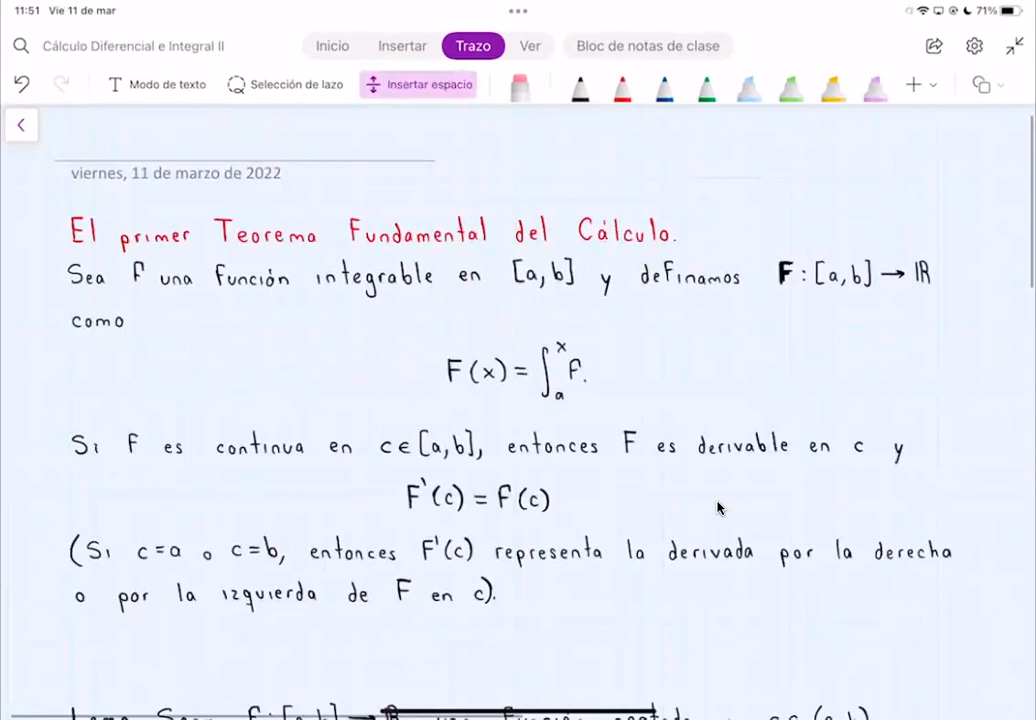 11:51 Vie 11 de mar
71%
Cálculo Diferencial e Integral II
Inicio Insertar Trazo Ver Bloc de notas de clase
Modo de texto Selección de lazo Insertar espacio
viernes, 11 de marzo de 2022
El primer Teorema Fundamental del Cálculo.
Sea f una función integrable en [a,b] y definamos F:[a,b]→ℝ
como
F(x)=∫ₐˣ f.
Si f es continua en c∈[a,b], entonces F es derivable en c y
F'(c)=f(c)
(Si c=a o c=b, entonces F'(c) representa la derivada por la derecha
o por la izquierda de F en c).